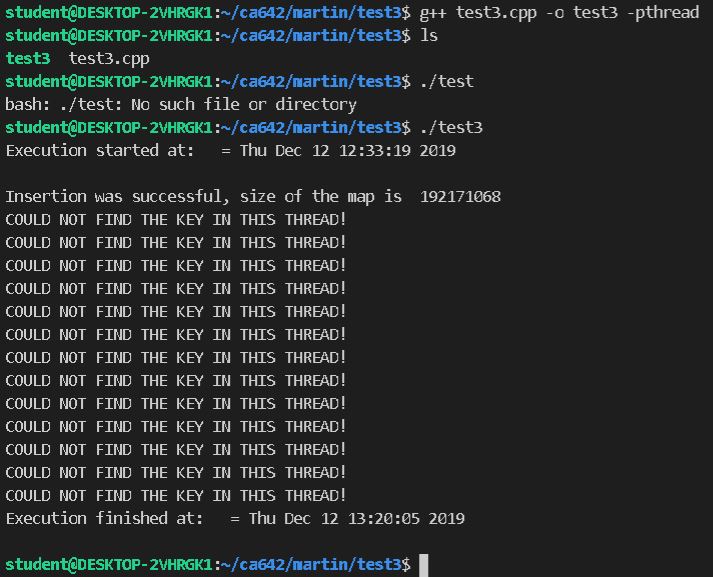 student@DESKTOP-2VHRGK1:~/ca642/martin/test3$ g++ test3.cpp -o test3 -pthread
student@DESKTOP-2VHRGK1:~/ca642/martin/test3$ ls
test3  test3.cpp
student@DESKTOP-2VHRGK1:~/ca642/martin/test3$ ./test
bash: ./test: No such file or directory
student@DESKTOP-2VHRGK1:~/ca642/martin/test3$ ./test3
Execution started at:   = Thu Dec 12 12:33:19 2019
Insertion was successful, size of the map is  192171068
COULD NOT FIND THE KEY IN THIS THREAD!
COULD NOT FIND THE KEY IN THIS THREAD!
COULD NOT FIND THE KEY IN THIS THREAD!
COULD NOT FIND THE KEY IN THIS THREAD!
COULD NOT FIND THE KEY IN THIS THREAD!
COULD NOT FIND THE KEY IN THIS THREAD!
COULD NOT FIND THE KEY IN THIS THREAD!
COULD NOT FIND THE KEY IN THIS THREAD!
COULD NOT FIND THE KEY IN THIS THREAD!
COULD NOT FIND THE KEY IN THIS THREAD!
COULD NOT FIND THE KEY IN THIS THREAD!
COULD NOT FIND THE KEY IN THIS THREAD!
COULD NOT FIND THE KEY IN THIS THREAD!
Execution finished at:   = Thu Dec 12 13:20:05 2019
student@DESKTOP-2VHRGK1:~/ca642/martin/test3$